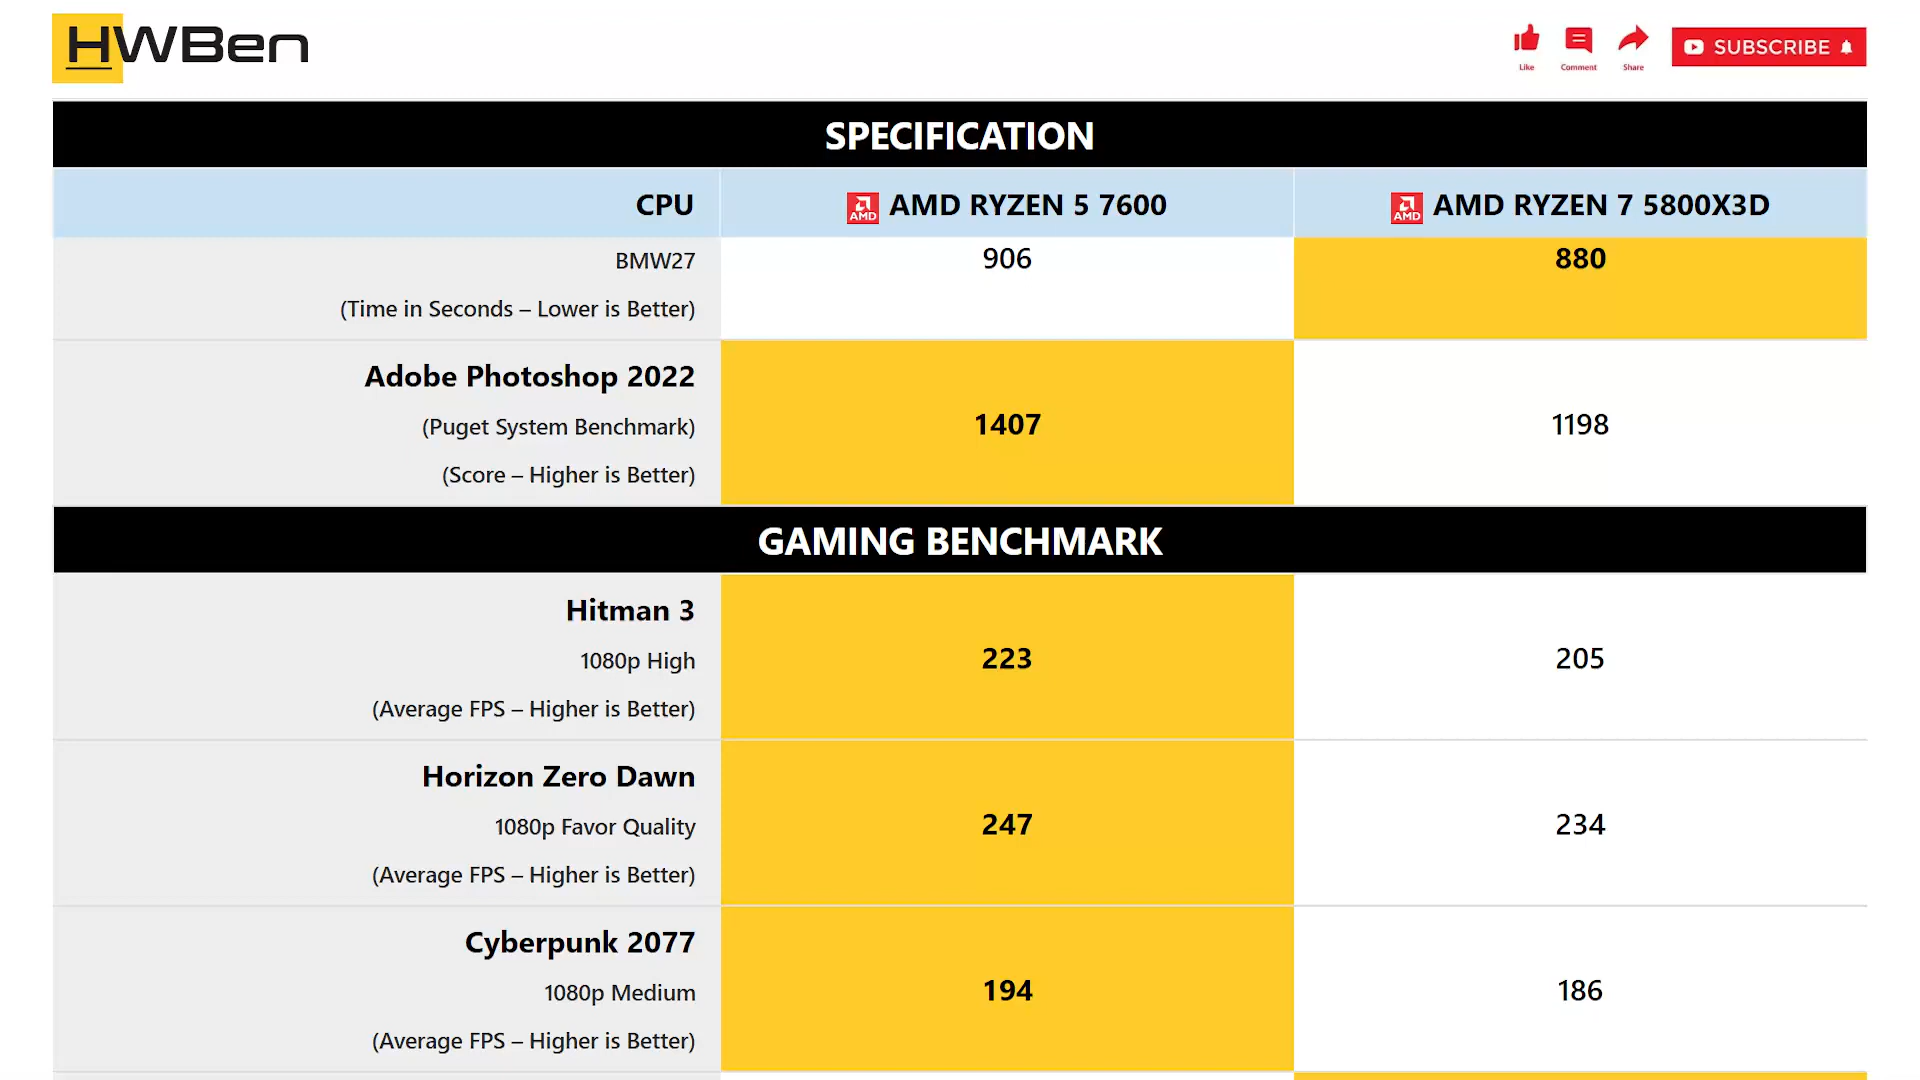 HWBen
Like
Comment
Share
SUBSCRIBE
SPECIFICATION
CPU
AMD
AMD RYZEN 5 7600
AMD
AMD RYZEN 7 5800X3D
BMW27
(Time in Seconds – Lower is Better)
906
880
Adobe Photoshop 2022
(Puget System Benchmark)
(Score – Higher is Better)
1407
1198
GAMING BENCHMARK
Hitman 3
1080p High
(Average FPS – Higher is Better)
223
205
Horizon Zero Dawn
1080p Favor Quality
(Average FPS – Higher is Better)
247
234
Cyberpunk 2077
1080p Medium
(Average FPS – Higher is Better)
194
186